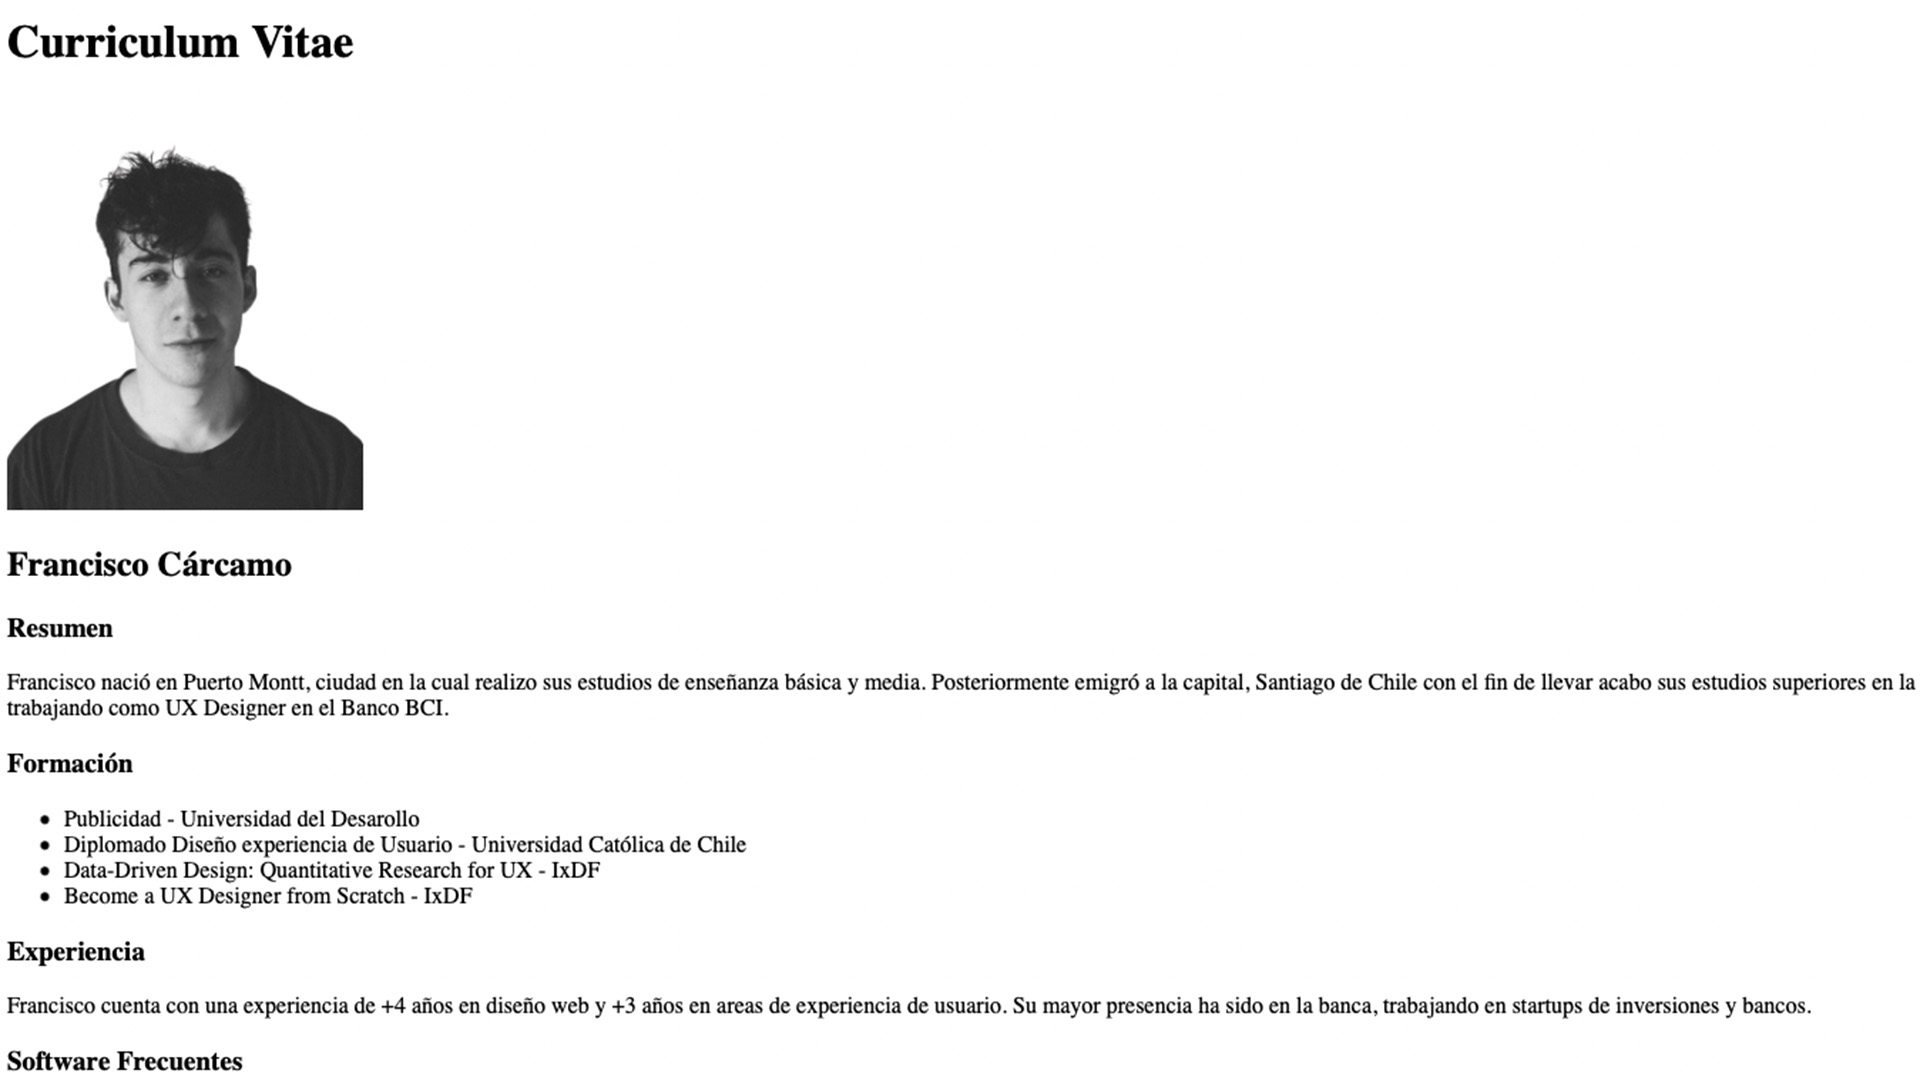 Curriculum Vitae
Francisco Cárcamo
Resumen
Francisco nació en Puerto Montt, ciudad en la cual realizo sus estudios de enseñanza básica y media. Posteriormente emigró a la capital, Santiago de Chile con el fin de llevar acabo sus estudios superiores en la
trabajando como UX Designer en el Banco BCI.
Formación
Publicidad - Universidad del Desarollo
Diplomado Diseño experiencia de Usuario - Universidad Católica de Chile
Data-Driven Design: Quantitative Research for UX - IxDF
Become a UX Designer from Scratch - IxDF
Experiencia
Francisco cuenta con una experiencia de +4 años en diseño web y +3 años en areas de experiencia de usuario. Su mayor presencia ha sido en la banca, trabajando en startups de inversiones y bancos.
Software Frecuentes